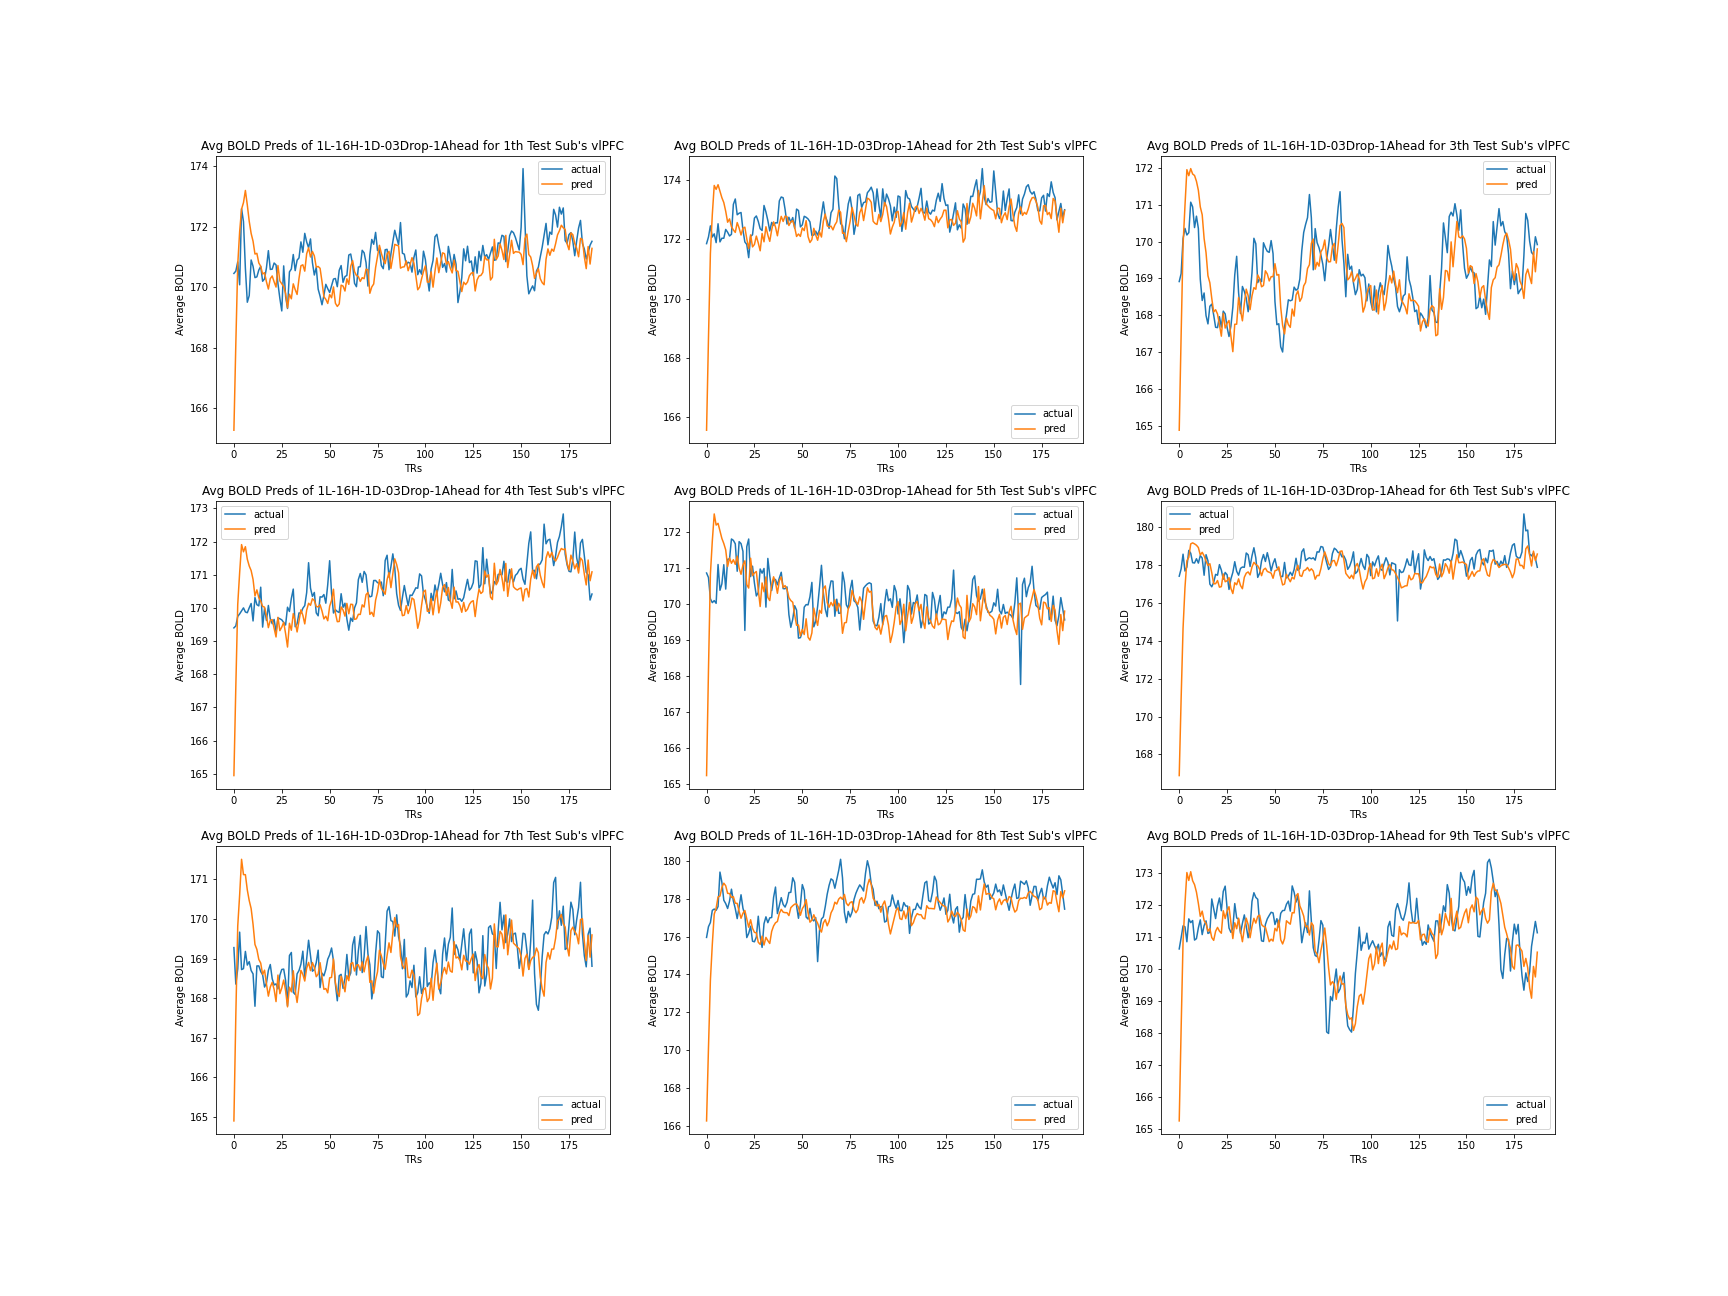 Avg BOLD Preds of 1L-16H-1D-03Drop-1Ahead for 1th Test Sub's vlPFC
174
172
170
168
166
Average BOLD
actual
pred
0 25 50 75 100 125 150 175
TRs
Avg BOLD Preds of 1L-16H-1D-03Drop-1Ahead for 2th Test Sub's vlPFC
174
172
170
168
166
Average BOLD
actual
pred
0 25 50 75 100 125 150 175
TRs
Avg BOLD Preds of 1L-16H-1D-03Drop-1Ahead for 3th Test Sub's vlPFC
172
171
170
169
168
167
166
165
Average BOLD
actual
pred
0 25 50 75 100 125 150 175
TRs
Avg BOLD Preds of 1L-16H-1D-03Drop-1Ahead for 4th Test Sub's vlPFC
173
172
171
170
169
168
167
166
165
Average BOLD
actual
pred
0 25 50 75 100 125 150 175
TRs
Avg BOLD Preds of 1L-16H-1D-03Drop-1Ahead for 5th Test Sub's vlPFC
172
171
170
169
168
167
166
165
Average BOLD
actual
pred
0 25 50 75 100 125 150 175
TRs
Avg BOLD Preds of 1L-16H-1D-03Drop-1Ahead for 6th Test Sub's vlPFC
180
178
176
174
172
170
168
Average BOLD
actual
pred
0 25 50 75 100 125 150 175
TRs
Avg BOLD Preds of 1L-16H-1D-03Drop-1Ahead for 7th Test Sub's vlPFC
171
170
169
168
167
166
165
Average BOLD
actual
pred
0 25 50 75 100 125 150 175
TRs
Avg BOLD Preds of 1L-16H-1D-03Drop-1Ahead for 8th Test Sub's vlPFC
180
178
176
174
172
170
168
166
Average BOLD
actual
pred
0 25 50 75 100 125 150 175
TRs
Avg BOLD Preds of 1L-16H-1D-03Drop-1Ahead for 9th Test Sub's vlPFC
173
172
171
170
169
168
167
166
165
Average BOLD
actual
pred
0 25 50 75 100 125 150 175
TRs